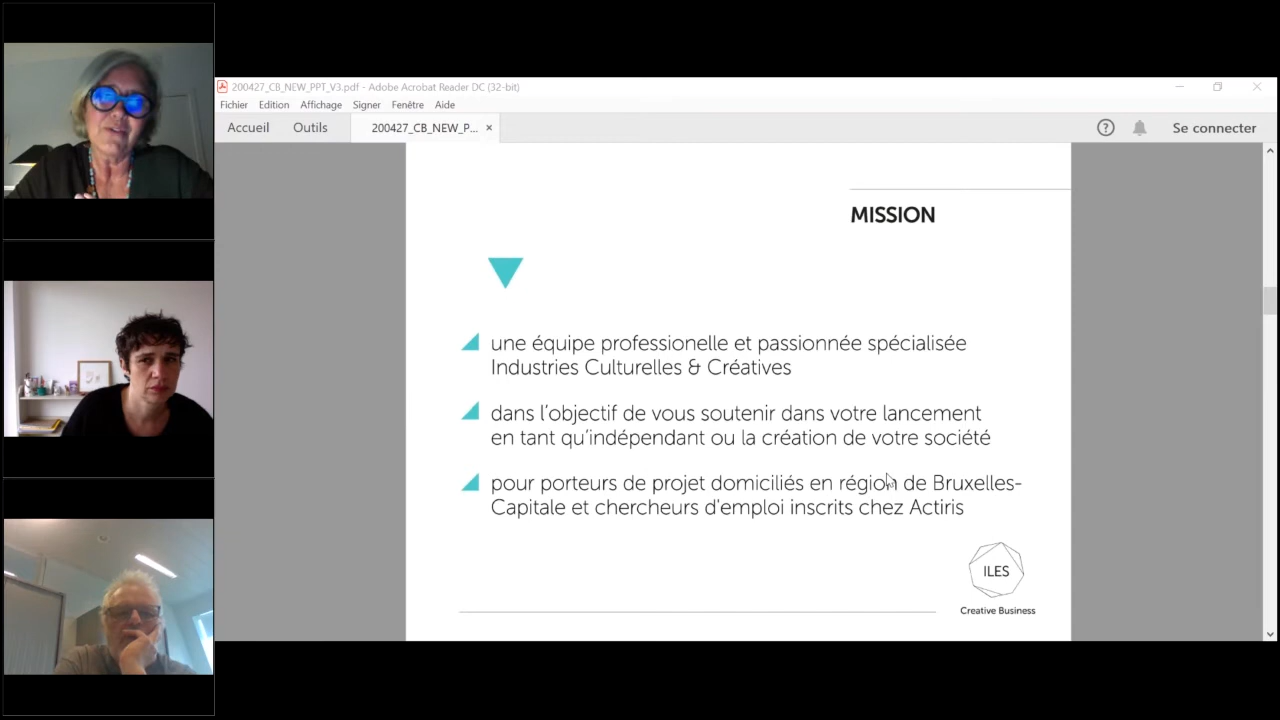 200427_CB_NEW_PPT_V3.pdf - Adobe Acrobat Reader DC (32-bit)
Fichier Edition Affichage Signer Fenêtre Aide
Accueil Outils 200427_CB_NEW_P... × Se connecter
MISSION
une équipe professionelle et passionnée spécialisée
Industries Culturelles & Créatives
dans l'objectif de vous soutenir dans votre lancement
en tant qu'indépendant ou la création de votre société
pour porteurs de projet domiciliés en région de Bruxelles-
Capitale et chercheurs d'emploi inscrits chez Actiris
ILES
Creative Business